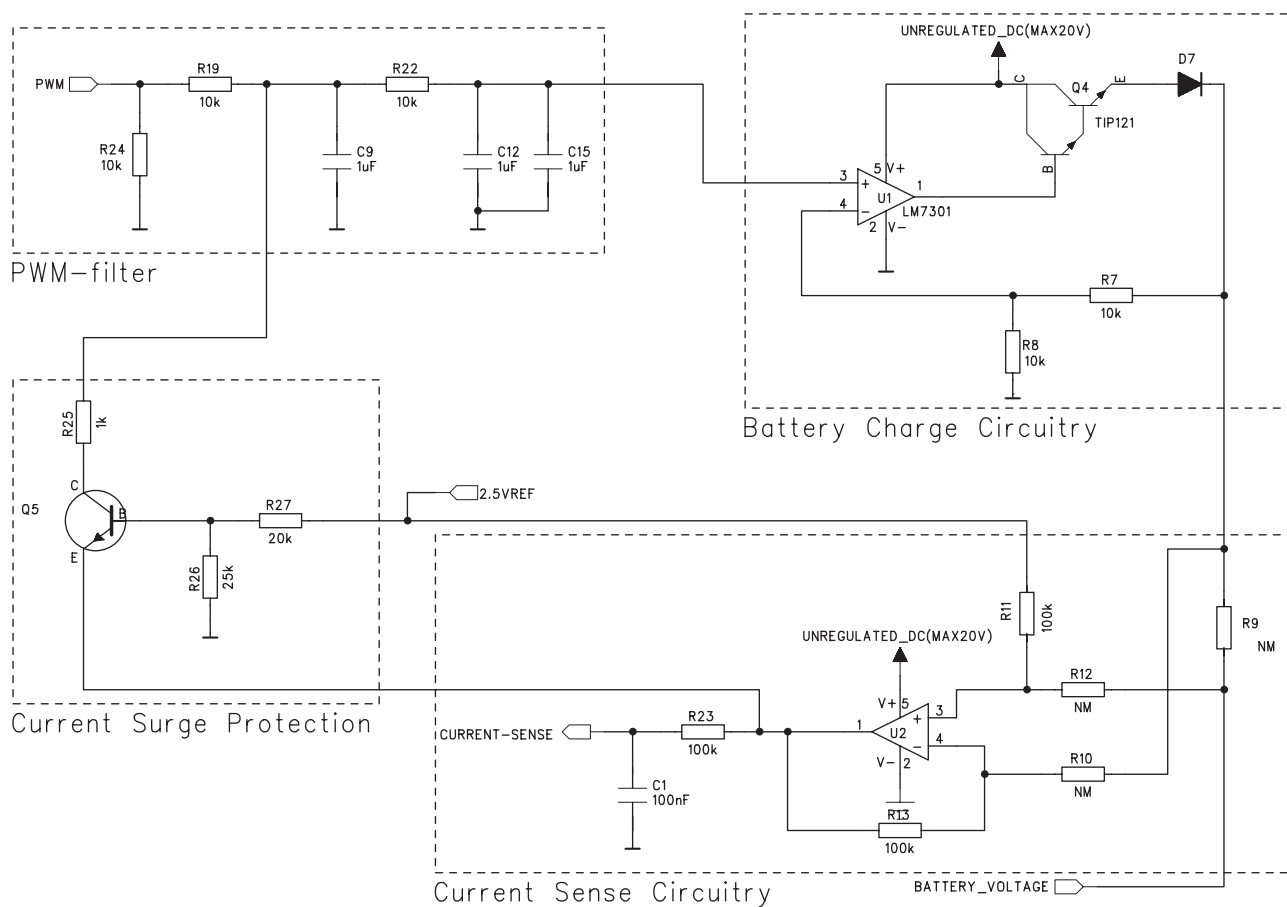 UNREGULATED_DC(MAX20V)
PWM
R19
10k
R22
10k
R24
10k
C9
1uF
C12
1uF
C15
1uF
PWM-filter
C
Q4
E
TIP121
B
D7
3
+
4
-
5
V+
U1
1
LM7301
2
V-
R7
10k
R8
10k
Battery Charge Circuitry
R25
1k
C
Q5
B
E
R27
20k
R26
25k
2.5VREF
Current Surge Protection
R11
100k
R9
NM
UNREGULATED_DC(MAX20V)
V+
5
3
+
U2
1
-
4
V-
2
R12
NM
R10
NM
R23
100k
CURRENT-SENSE
C1
100nF
R13
100k
BATTERY_VOLTAGE
Current Sense Circuitry